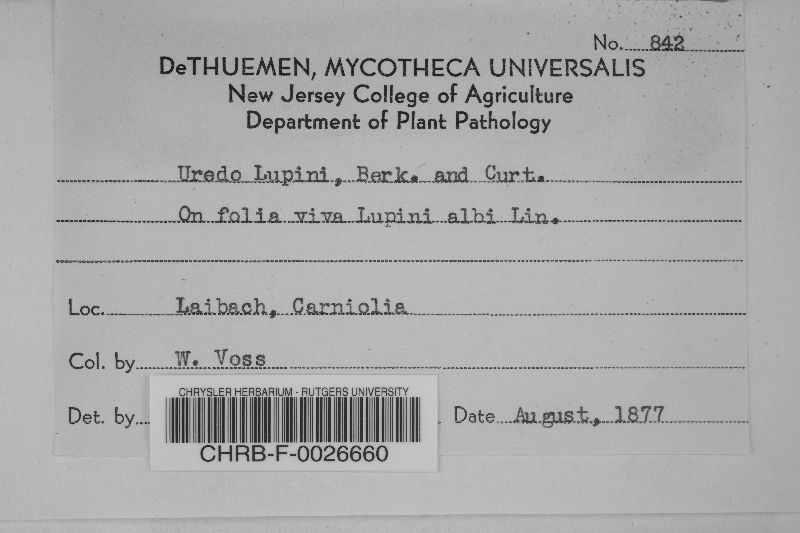 No. 842
DeTHUEMEN, MYCOTHECA UNIVERSALIS
New Jersey College of Agriculture
Department of Plant Pathology
Uredo Lupini, Berk. and Curt.
On folia viva Lupini albi Lin.
Loc. Laibach, Carniolia
Col. by W. Voss
Det. by
Date August, 1877
CHRYSLER HERBARIUM - RUTGERS UNIVERSITY
CHRB-F-0026660